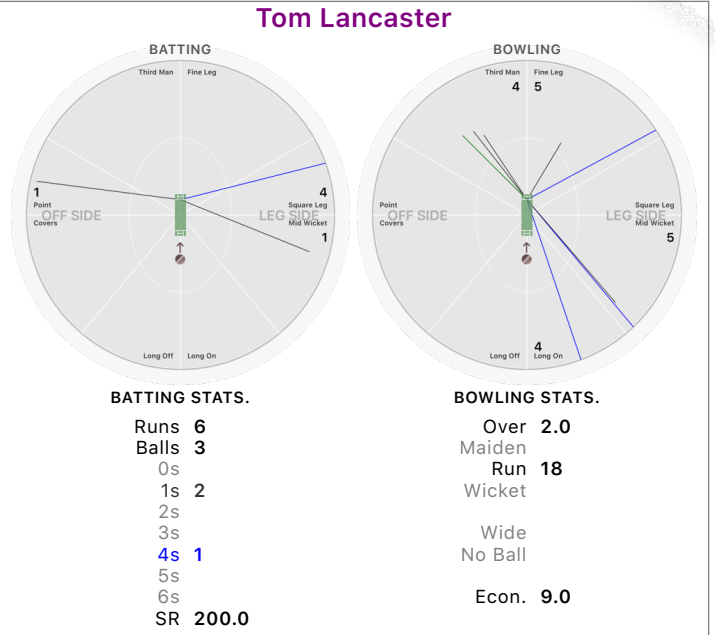 Tom Lancaster
BATTING
Third Man Fine Leg
1
Point
Covers
OFF SIDE
4
Square Leg
LEG SIDE
Mid Wicket
1
Long Off Long On
BATTING STATS.
Runs 6
Balls 3
0s
1s 2
2s
3s
4s 1
5s
6s
SR 200.0
BOWLING
Third Man Fine Leg
4 5
Point
Covers
OFF SIDE
Square Leg
LEG SIDE
Mid Wicket
5
4
Long Off Long On
BOWLING STATS.
Over 2.0
Maiden
Run 18
Wicket
Wide
No Ball
Econ. 9.0